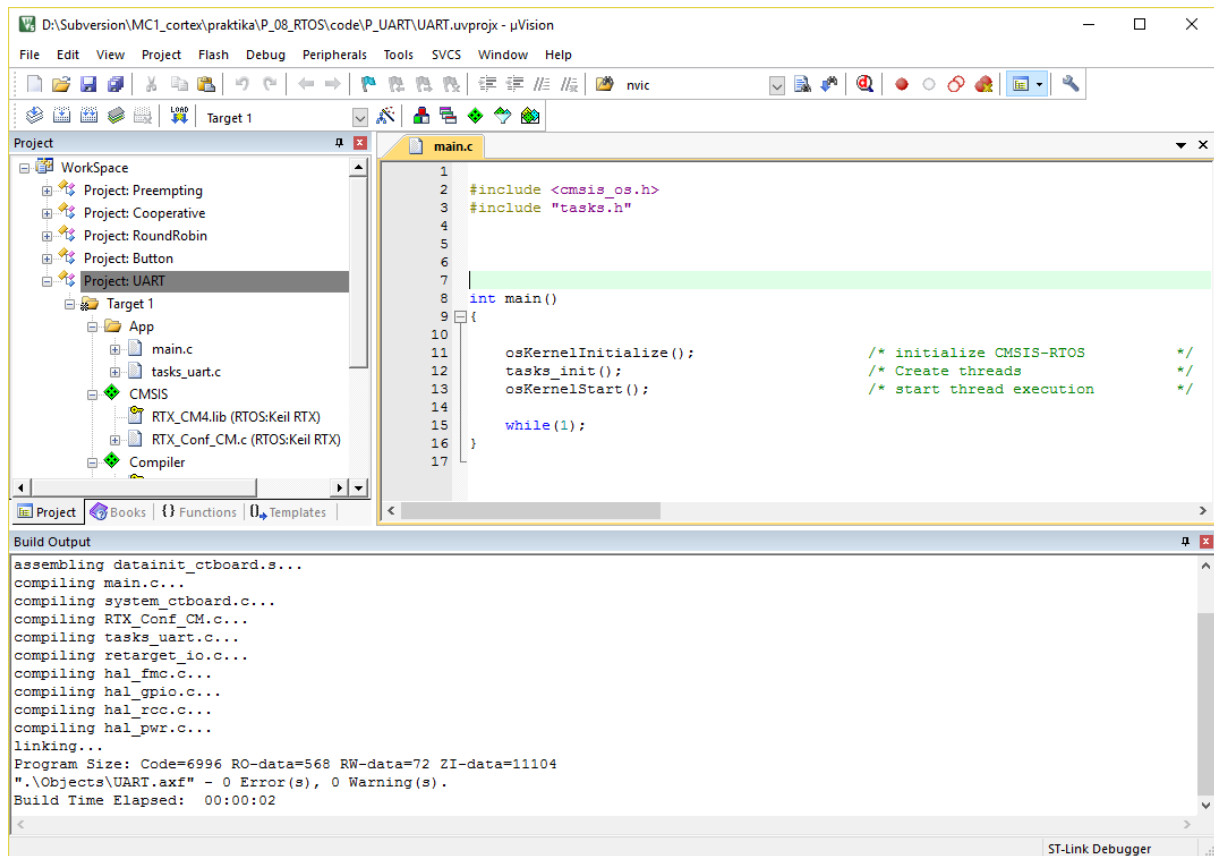 D:\Subversion\MC1_cortex\praktika\P_08_RTOS\code\P_UART\UART.uvprojx - µVision
File Edit View Project Flash Debug Peripherals Tools SVCS Window Help
nvic
LOAD Target 1
Project
WorkSpace
Project: Preempting
Project: Cooperative
Project: RoundRobin
Project: Button
Project: UART
Target 1
App
main.c
tasks_uart.c
CMSIS
RTX_CM4.lib (RTOS:Keil RTX)
RTX_Conf_CM.c (RTOS:Keil RTX)
Compiler
Project Books {} Functions Templates
main.c
1
2 #include <cmsis_os.h>
3 #include "tasks.h"
4
5
6
7
8 int main()
9 {
10
11 osKernelInitialize(); /* initialize CMSIS-RTOS */
12 tasks_init(); /* Create threads */
13 osKernelStart(); /* start thread execution */
14
15 while(1);
16 }
17
Build Output
assembling datainit_ctboard.s...
compiling main.c...
compiling system_ctboard.c...
compiling RTX_Conf_CM.c...
compiling tasks_uart.c...
compiling retarget_io.c...
compiling hal_fmc.c...
compiling hal_gpio.c...
compiling hal_rcc.c...
compiling hal_pwr.c...
linking...
Program Size: Code=6996 RO-data=568 RW-data=72 ZI-data=11104
".\Objects\UART.axf" - 0 Error(s), 0 Warning(s).
Build Time Elapsed: 00:00:02
ST-Link Debugger